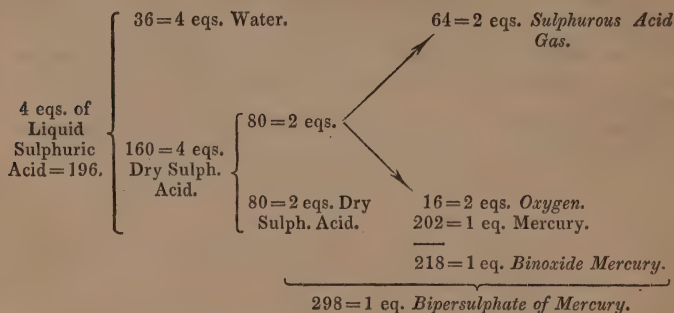 36=4 eqs. Water.
64=2 eqs. Sulphurous Acid
Gas.
4 eqs. of
Liquid
Sulphuric
Acid=196.
160=4 eqs.
Dry Sulph.
Acid.
80=2 eqs.
80=2 eqs. Dry
Sulph. Acid.
16=2 eqs. Oxygen.
202=1 eq. Mercury.
218=1 eq. Binoxide Mercury.
298=1 eq. Bipersulphate of Mercury.